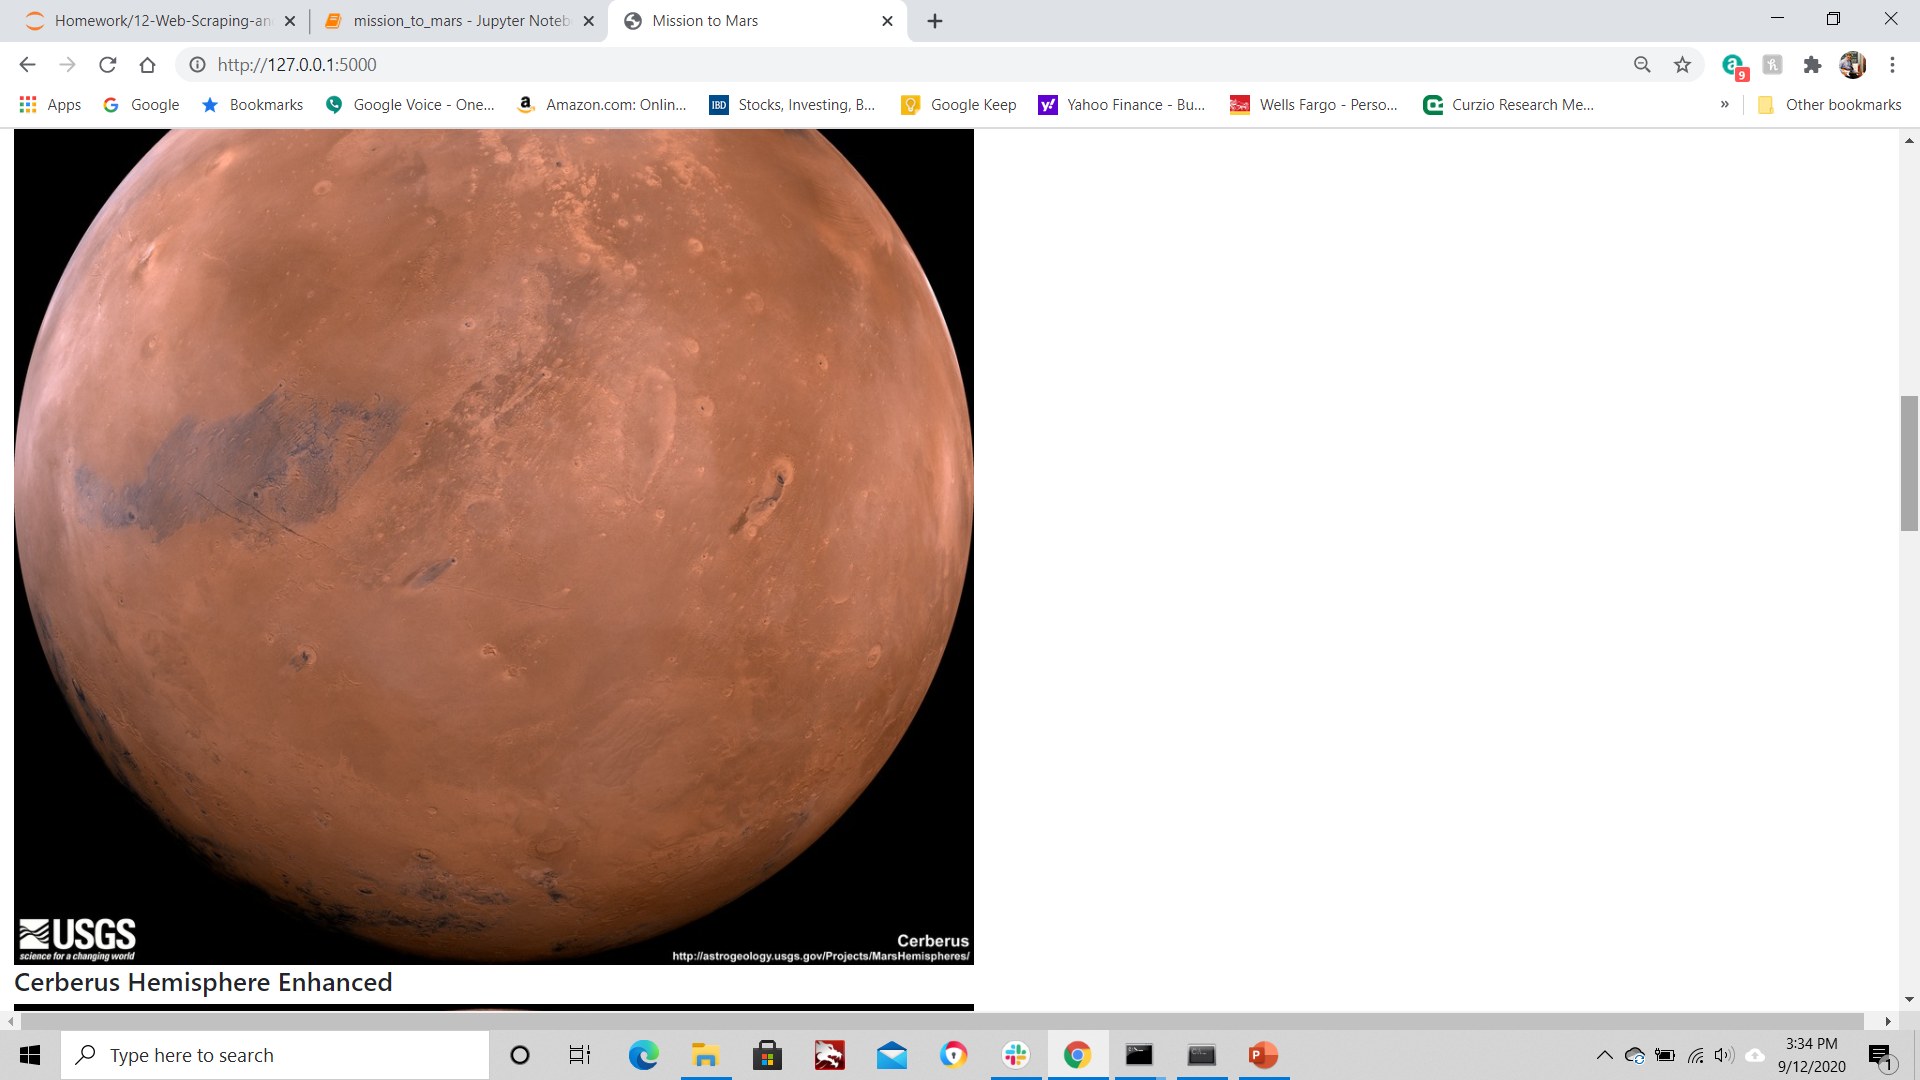 Homework/12-Web-Scraping-an
mission_to_mars - Jupyter Noteb
Mission to Mars
http://127.0.0.1:5000
9
Apps
Google
Bookmarks
Google Voice - One...
Amazon.com: Onlin...
IBD
Stocks, Investing, B...
Google Keep
Yahoo Finance - Bu...
Wells Fargo - Perso...
Curzio Research Me...
»
Other bookmarks
USGS
science for a changing world
Cerberus
http://astrogeology.usgs.gov/Projects/MarsHemispheres/
Cerberus Hemisphere Enhanced
Type here to search
3:34 PM
9/12/2020
1